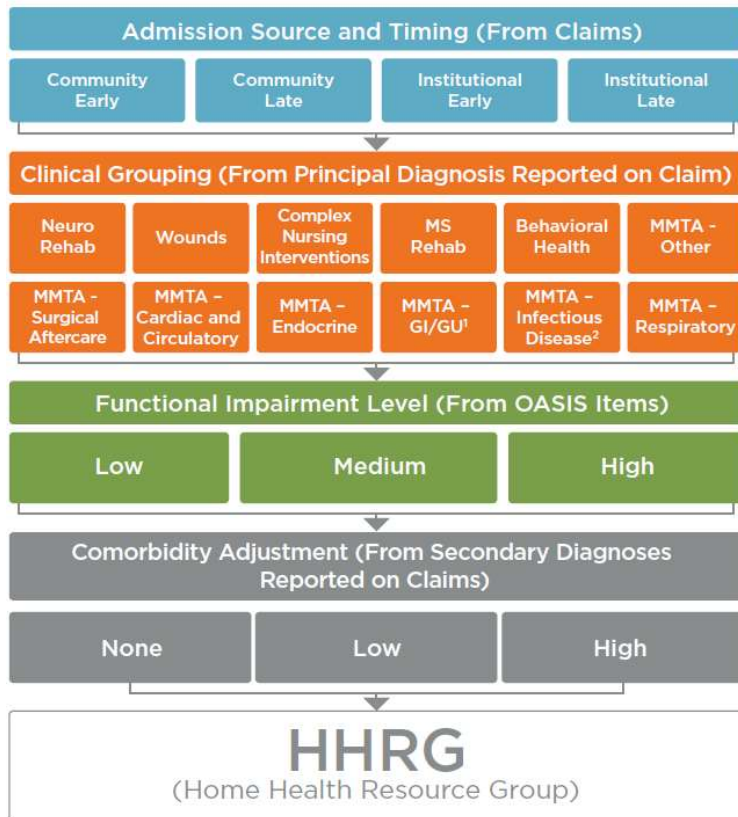 Admission Source and Timing (From Claims)
Community
Early
Community
Late
Institutional
Early
Institutional
Late
Clinical Grouping (From Principal Diagnosis Reported on Claim)
Neuro
Rehab
Wounds
Complex
Nursing
Interventions
MS
Rehab
Behavioral
Health
MMTA -
Other
MMTA -
Surgical
Aftercare
MMTA –
Cardiac and
Circulatory
MMTA –
Endocrine
MMTA –
GI/GU¹
MMTA –
Infectious
Disease²
MMTA –
Respiratory
Functional Impairment Level (From OASIS Items)
Low
Medium
High
Comorbidity Adjustment (From Secondary Diagnoses
Reported on Claims)
None
Low
High
HHRG
(Home Health Resource Group)